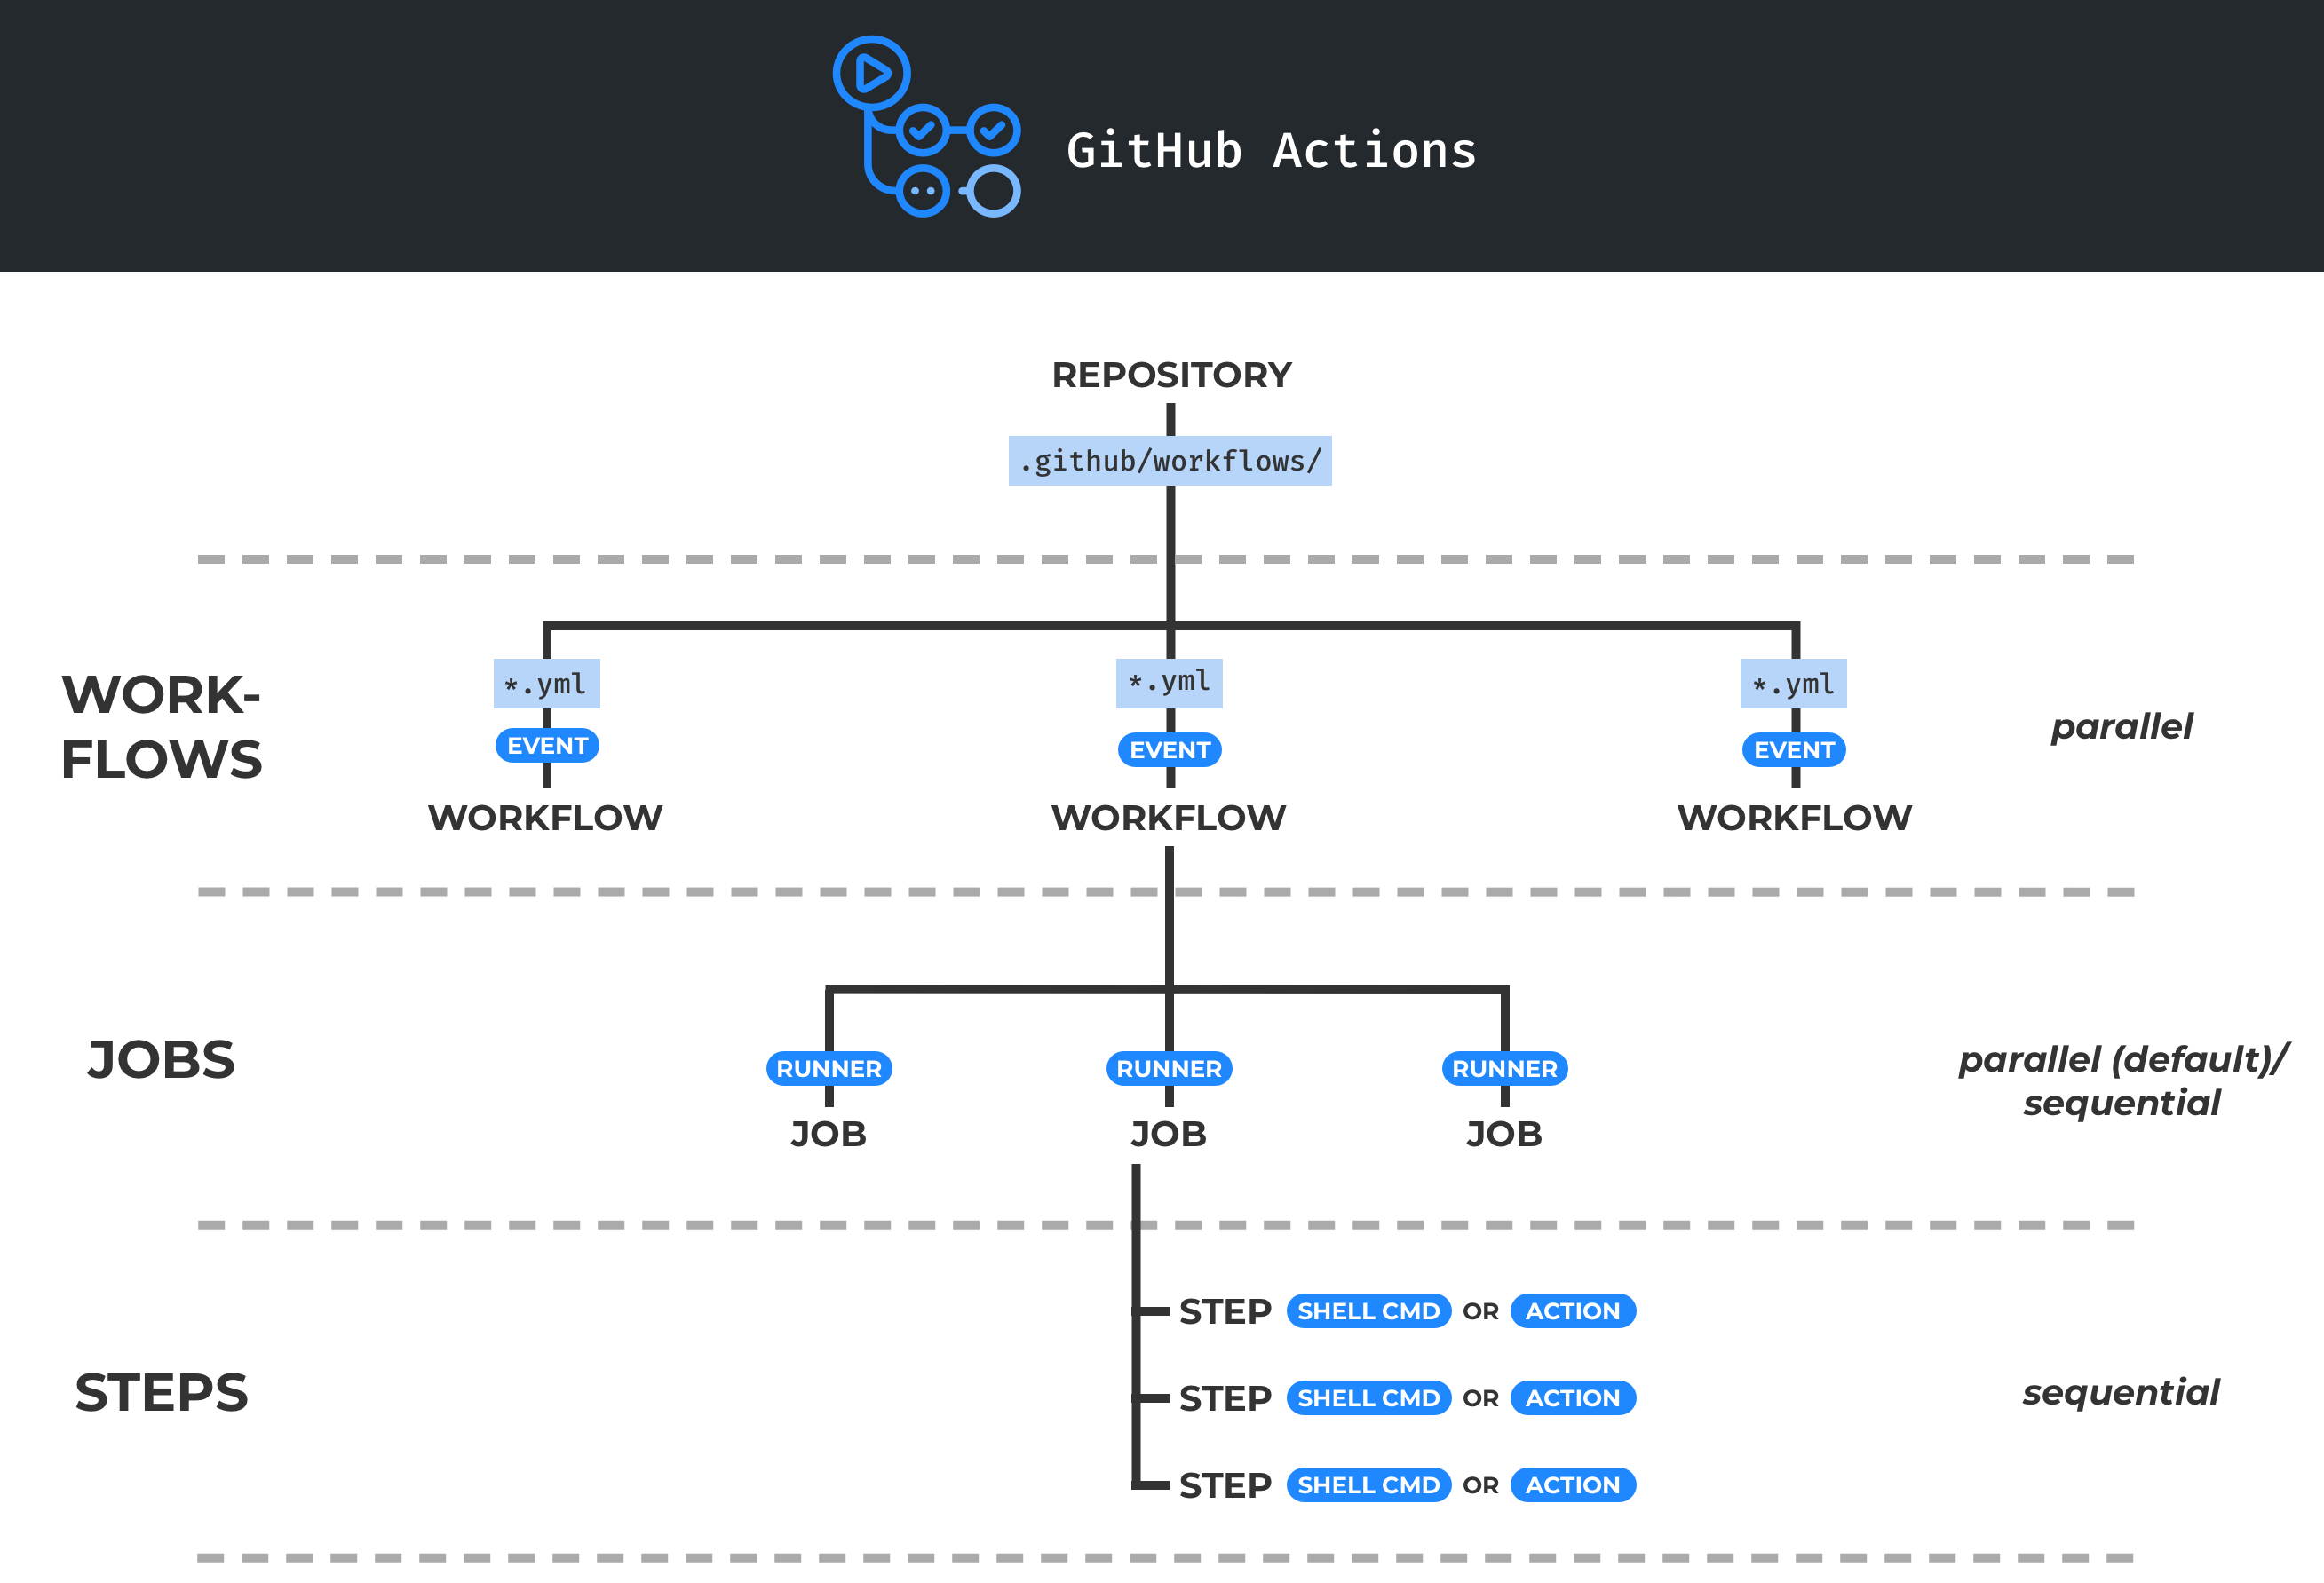 GitHub Actions
REPOSITORY
.github/workflows/
WORK-
FLOWS
*.yml
*.yml
*.yml
EVENT
EVENT
EVENT
WORKFLOW
WORKFLOW
WORKFLOW
parallel
JOBS
RUNNER
RUNNER
RUNNER
JOB
JOB
JOB
parallel (default)/
sequential
STEPS
STEP SHELL CMD OR ACTION
STEP SHELL CMD OR ACTION
STEP SHELL CMD OR ACTION
sequential